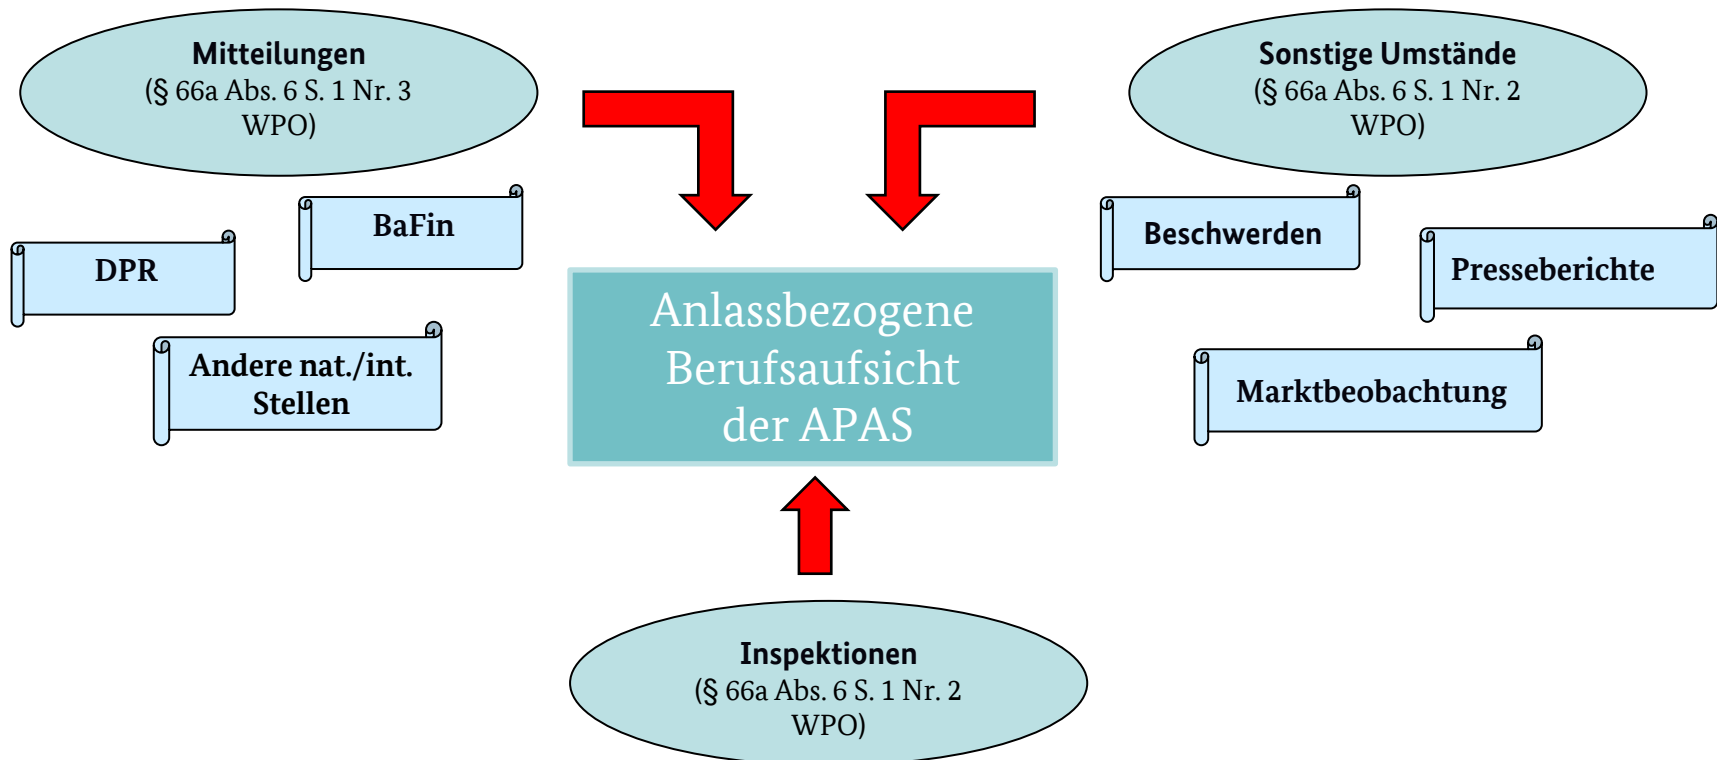 Mitteilungen
(§ 66a Abs. 6 S. 1 Nr. 3
WPO)
Sonstige Umstände
(§ 66a Abs. 6 S. 1 Nr. 2
WPO)
BaFin
DPR
Andere nat./int.
Stellen
Beschwerden
Presseberichte
Marktbeobachtung
Anlassbezogene
Berufsaufsicht
der APAS
Inspektionen
(§ 66a Abs. 6 S. 1 Nr. 2
WPO)